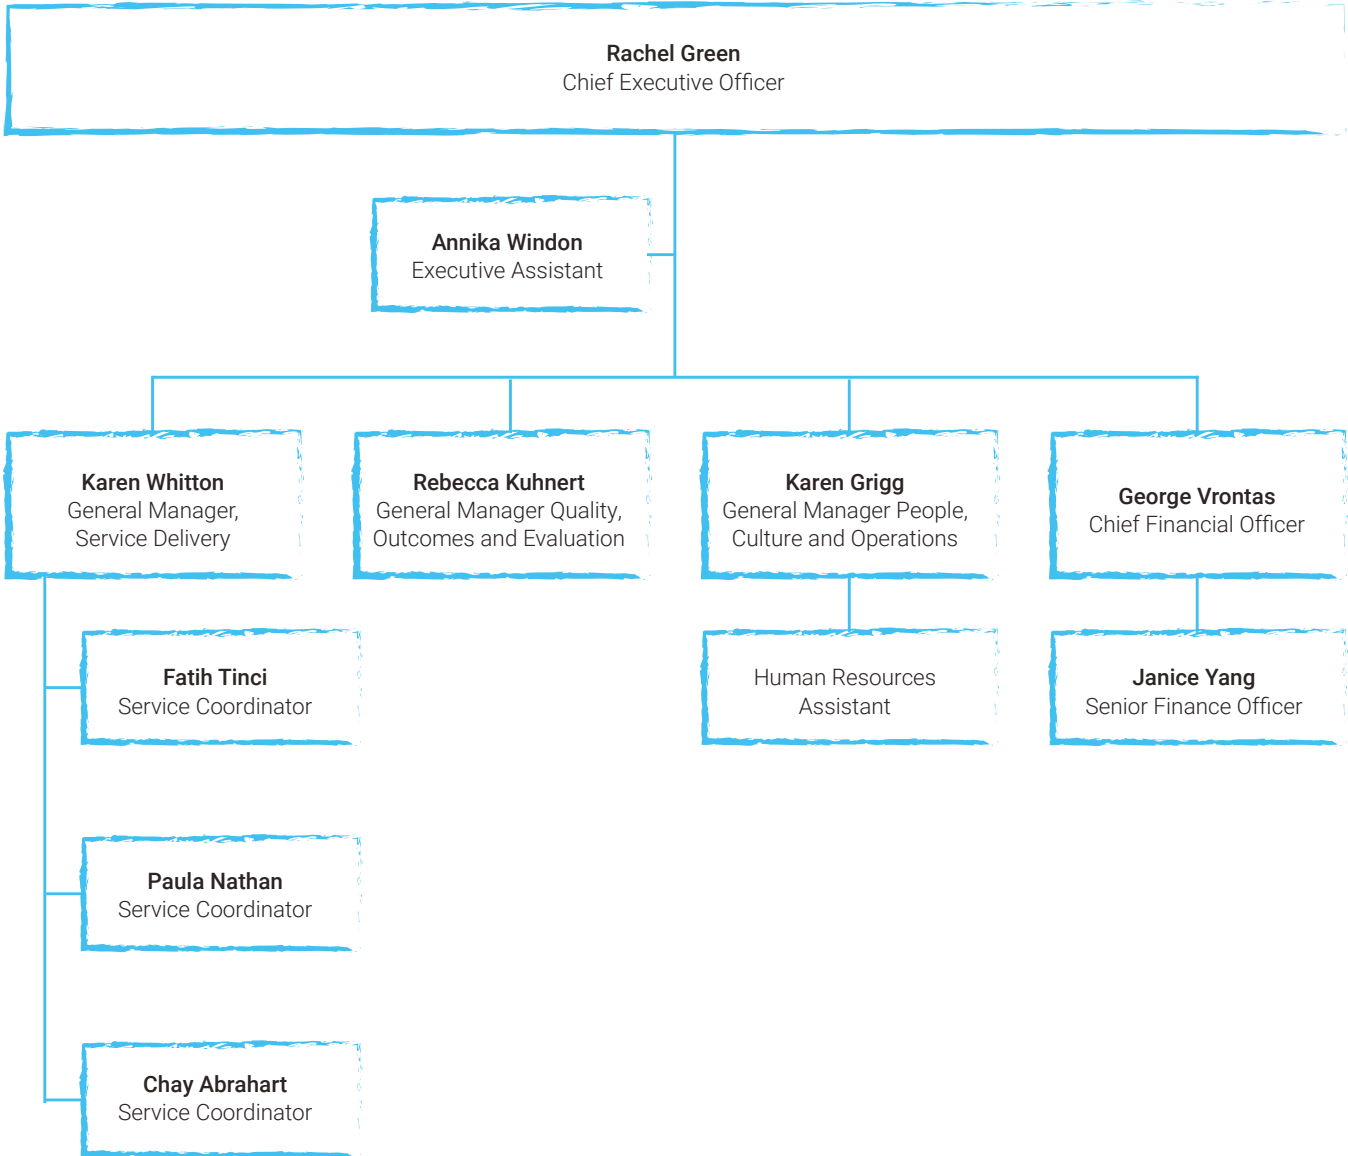 Rachel Green
Chief Executive Officer
Annika Windon
Executive Assistant
Karen Whitton
General Manager,
Service Delivery
Rebecca Kuhnert
General Manager Quality,
Outcomes and Evaluation
Karen Grigg
General Manager People,
Culture and Operations
George Vrontas
Chief Financial Officer
Fatih Tinci
Service Coordinator
Human Resources
Assistant
Janice Yang
Senior Finance Officer
Paula Nathan
Service Coordinator
Chay Abrahart
Service Coordinator